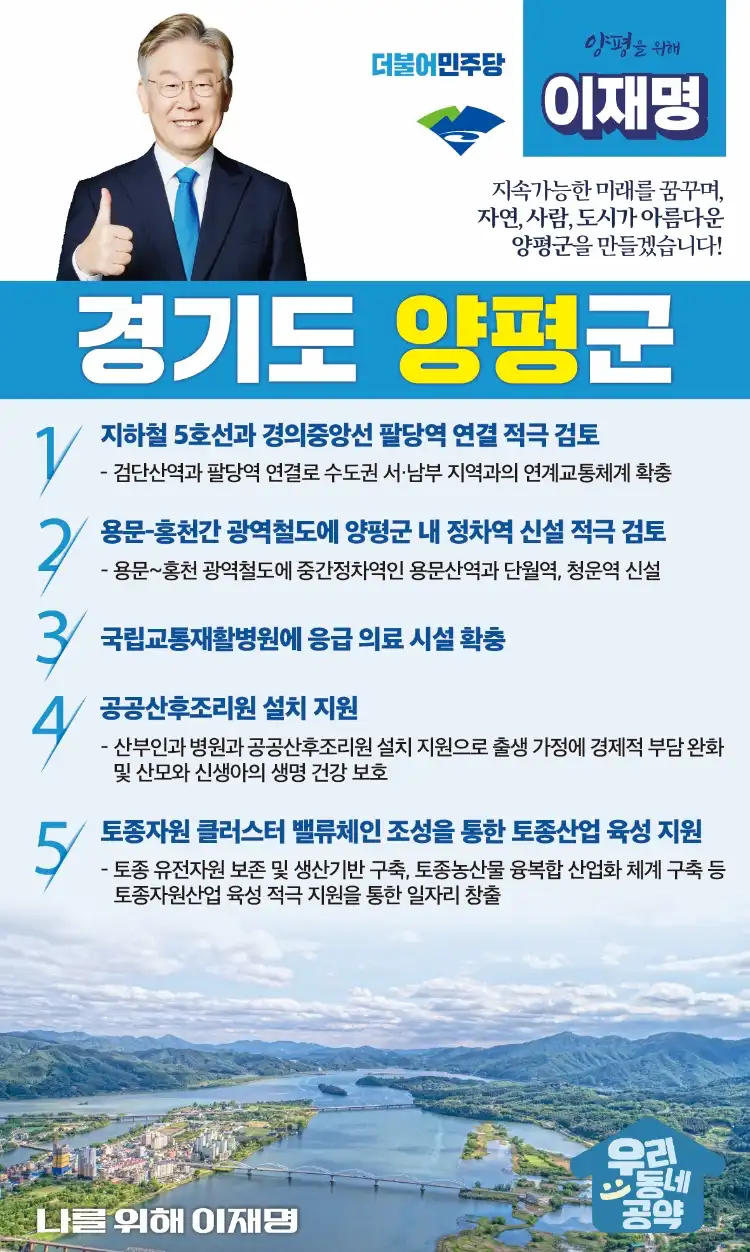 더불어민주당
양평을 위해
이재명
지속가능한 미래를 꿈꾸며,
자연, 사람, 도시가 아름다운
양평군을 만들겠습니다!
경기도 양평군
1 지하철 5호선과 경의중앙선 팔당역 연결 적극 검토
- 검단산역과 팔당역 연결로 수도권 서·남부 지역과의 연계교통체계 확충
2 용문-홍천간 광역철도에 양평군 내 정차역 신설 적극 검토
- 용문~홍천 광역철도에 중간정차역인 용문산역과 단월역, 청운역 신설
3 국립교통재활병원에 응급 의료 시설 확충
4 공공산후조리원 설치 지원
- 산부인과 병원과 공공산후조리원 설치 지원으로 출생 가정에 경제적 부담 완화
및 산모와 신생아의 생명 건강 보호
5 토종자원 클러스터 밸류체인 조성을 통한 토종산업 육성 지원
- 토종 유전자원 보존 및 생산기반 구축, 토종농산물 융복합 산업화 체계 구축 등
토종자원산업 육성 적극 지원을 통한 일자리 창출
나를 위해 이재명
우리
동네
공약